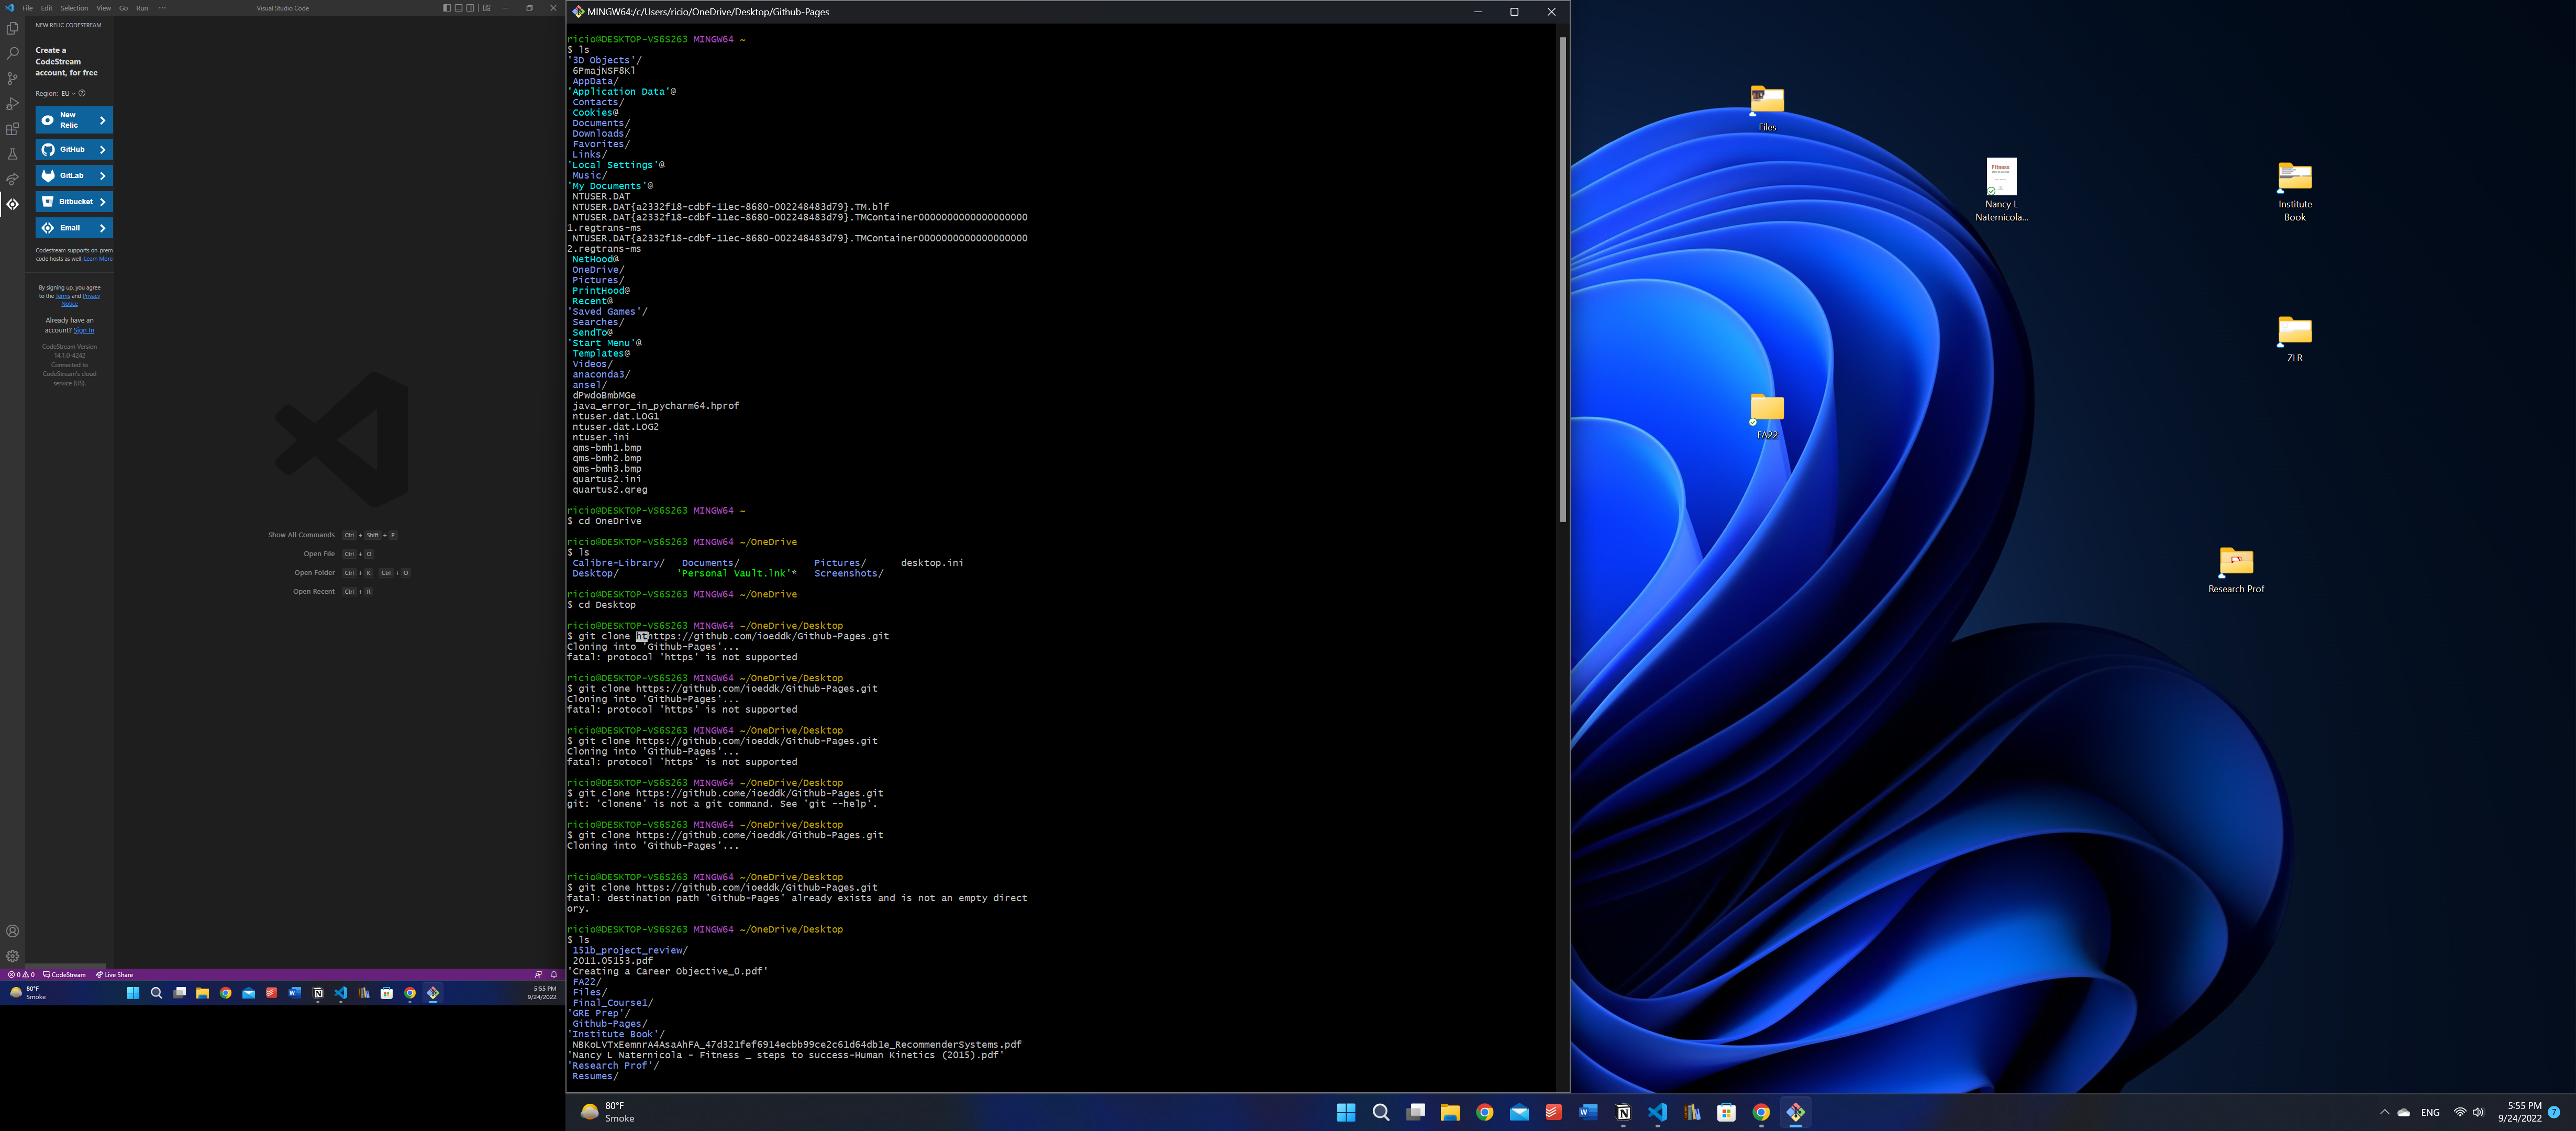 File Edit Selection View Go Run ··· Visual Studio Code
NEW RELIC CODESTREAM
Create a
CodeStream
account, for free
Region: EU
New
Relic
GitHub
GitLab
Bitbucket
Email
Codestream supports on-prem
code hosts as well. Learn More
By signing up, you agree
to the Terms and Privacy
Notice
Already have an
account? Sign In
CodeStream Version
14.1.0-4242
Connected to
CodeStream's cloud
service (US).
Show All Commands Ctrl + Shift + P
Open File Ctrl + O
Open Folder Ctrl + K Ctrl + O
Open Recent Ctrl + R
0 0 CodeStream Live Share
80°F
Smoke
5:55 PM
9/24/2022
MINGW64:/c/Users/ricio/OneDrive/Desktop/Github-Pages
ricio@DESKTOP-VS6S263 MINGW64 ~
$ ls
'3D Objects'/
6PmajNSF8Kl
AppData/
'Application Data'@
Contacts/
Cookies@
Documents/
Downloads/
Favorites/
Links/
'Local Settings'@
Music/
'My Documents'@
NTUSER.DAT
NTUSER.DAT{a2332f18-cdbf-11ec-8680-002248483d79}.TM.blf
NTUSER.DAT{a2332f18-cdbf-11ec-8680-002248483d79}.TMContainer0000000000000000000
1.regtrans-ms
NTUSER.DAT{a2332f18-cdbf-11ec-8680-002248483d79}.TMContainer0000000000000000000
2.regtrans-ms
NetHood@
OneDrive/
Pictures/
PrintHood@
Recent@
'Saved Games'/
Searches/
SendTo@
'Start Menu'@
Templates@
Videos/
anaconda3/
ansel/
dPwdoBmbMGe
java_error_in_pycharm64.hprof
ntuser.dat.LOG1
ntuser.dat.LOG2
ntuser.ini
qms-bmh1.bmp
qms-bmh2.bmp
qms-bmh3.bmp
quartus2.ini
quartus2.qreg
ricio@DESKTOP-VS6S263 MINGW64 ~
$ cd OneDrive
ricio@DESKTOP-VS6S263 MINGW64 ~/OneDrive
$ ls
Calibre-Library/ Documents/ Pictures/ desktop.ini
Desktop/ 'Personal Vault.lnk'* Screenshots/
ricio@DESKTOP-VS6S263 MINGW64 ~/OneDrive
$ cd Desktop
ricio@DESKTOP-VS6S263 MINGW64 ~/OneDrive/Desktop
$ git clone hthttps://github.com/ioeddk/Github-Pages.git
Cloning into 'Github-Pages'...
fatal: protocol 'https' is not supported
ricio@DESKTOP-VS6S263 MINGW64 ~/OneDrive/Desktop
$ git clone https://github.com/ioeddk/Github-Pages.git
Cloning into 'Github-Pages'...
fatal: protocol 'https' is not supported
ricio@DESKTOP-VS6S263 MINGW64 ~/OneDrive/Desktop
$ git clone https://github.com/ioeddk/Github-Pages.git
Cloning into 'Github-Pages'...
fatal: protocol 'https' is not supported
ricio@DESKTOP-VS6S263 MINGW64 ~/OneDrive/Desktop
$ git clone https://github.come/ioeddk/Github-Pages.git
git: 'clonene' is not a git command. See 'git --help'.
ricio@DESKTOP-VS6S263 MINGW64 ~/OneDrive/Desktop
$ git clone https://github.come/ioeddk/Github-Pages.git
Cloning into 'Github-Pages'...
ricio@DESKTOP-VS6S263 MINGW64 ~/OneDrive/Desktop
$ git clone https://github.com/ioeddk/Github-Pages.git
fatal: destination path 'Github-Pages' already exists and is not an empty direct
ory.
ricio@DESKTOP-VS6S263 MINGW64 ~/OneDrive/Desktop
$ ls
151b_project_review/
2011.05153.pdf
'Creating a Career Objective_0.pdf'
FA22/
Files/
Final_Course1/
'GRE Prep'/
Github-Pages/
'Institute Book'/
NBKoLVTxEemnrA4AsaAhFA_47d321fef6914ecbb99ce2c61d64db1e_RecommenderSystems.pdf
'Nancy L Naternicola - Fitness _ steps to success-Human Kinetics (2015).pdf'
'Research Prof'/
Resumes/
Files
Fitness
Nancy L
Naternicola...
Institute
Book
ZLR
FA22
Research Prof
80°F
Smoke
ENG
5:55 PM
9/24/2022
7